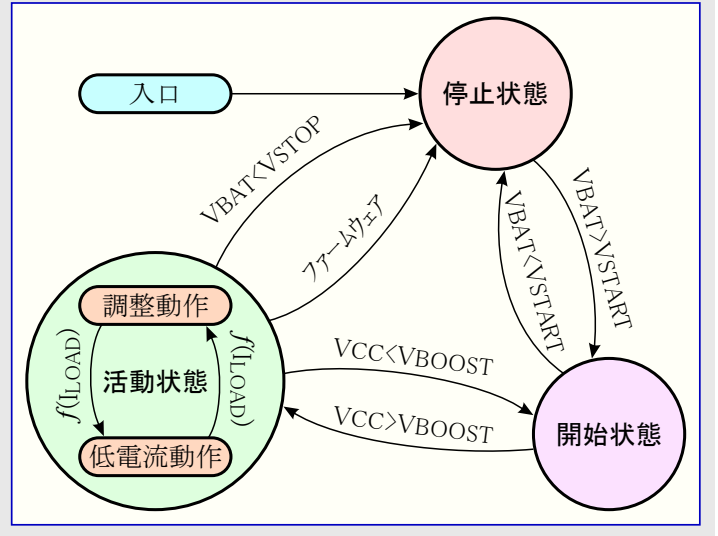 入口
停止状態
VBAT<VSTOP
ファームウェア
VBAT<VSTART
VBAT>VSTART
調整動作
f(ILOAD)
活動状態
f(ILOAD)
低電流動作
VCC<VBOOST
VCC>VBOOST
開始状態